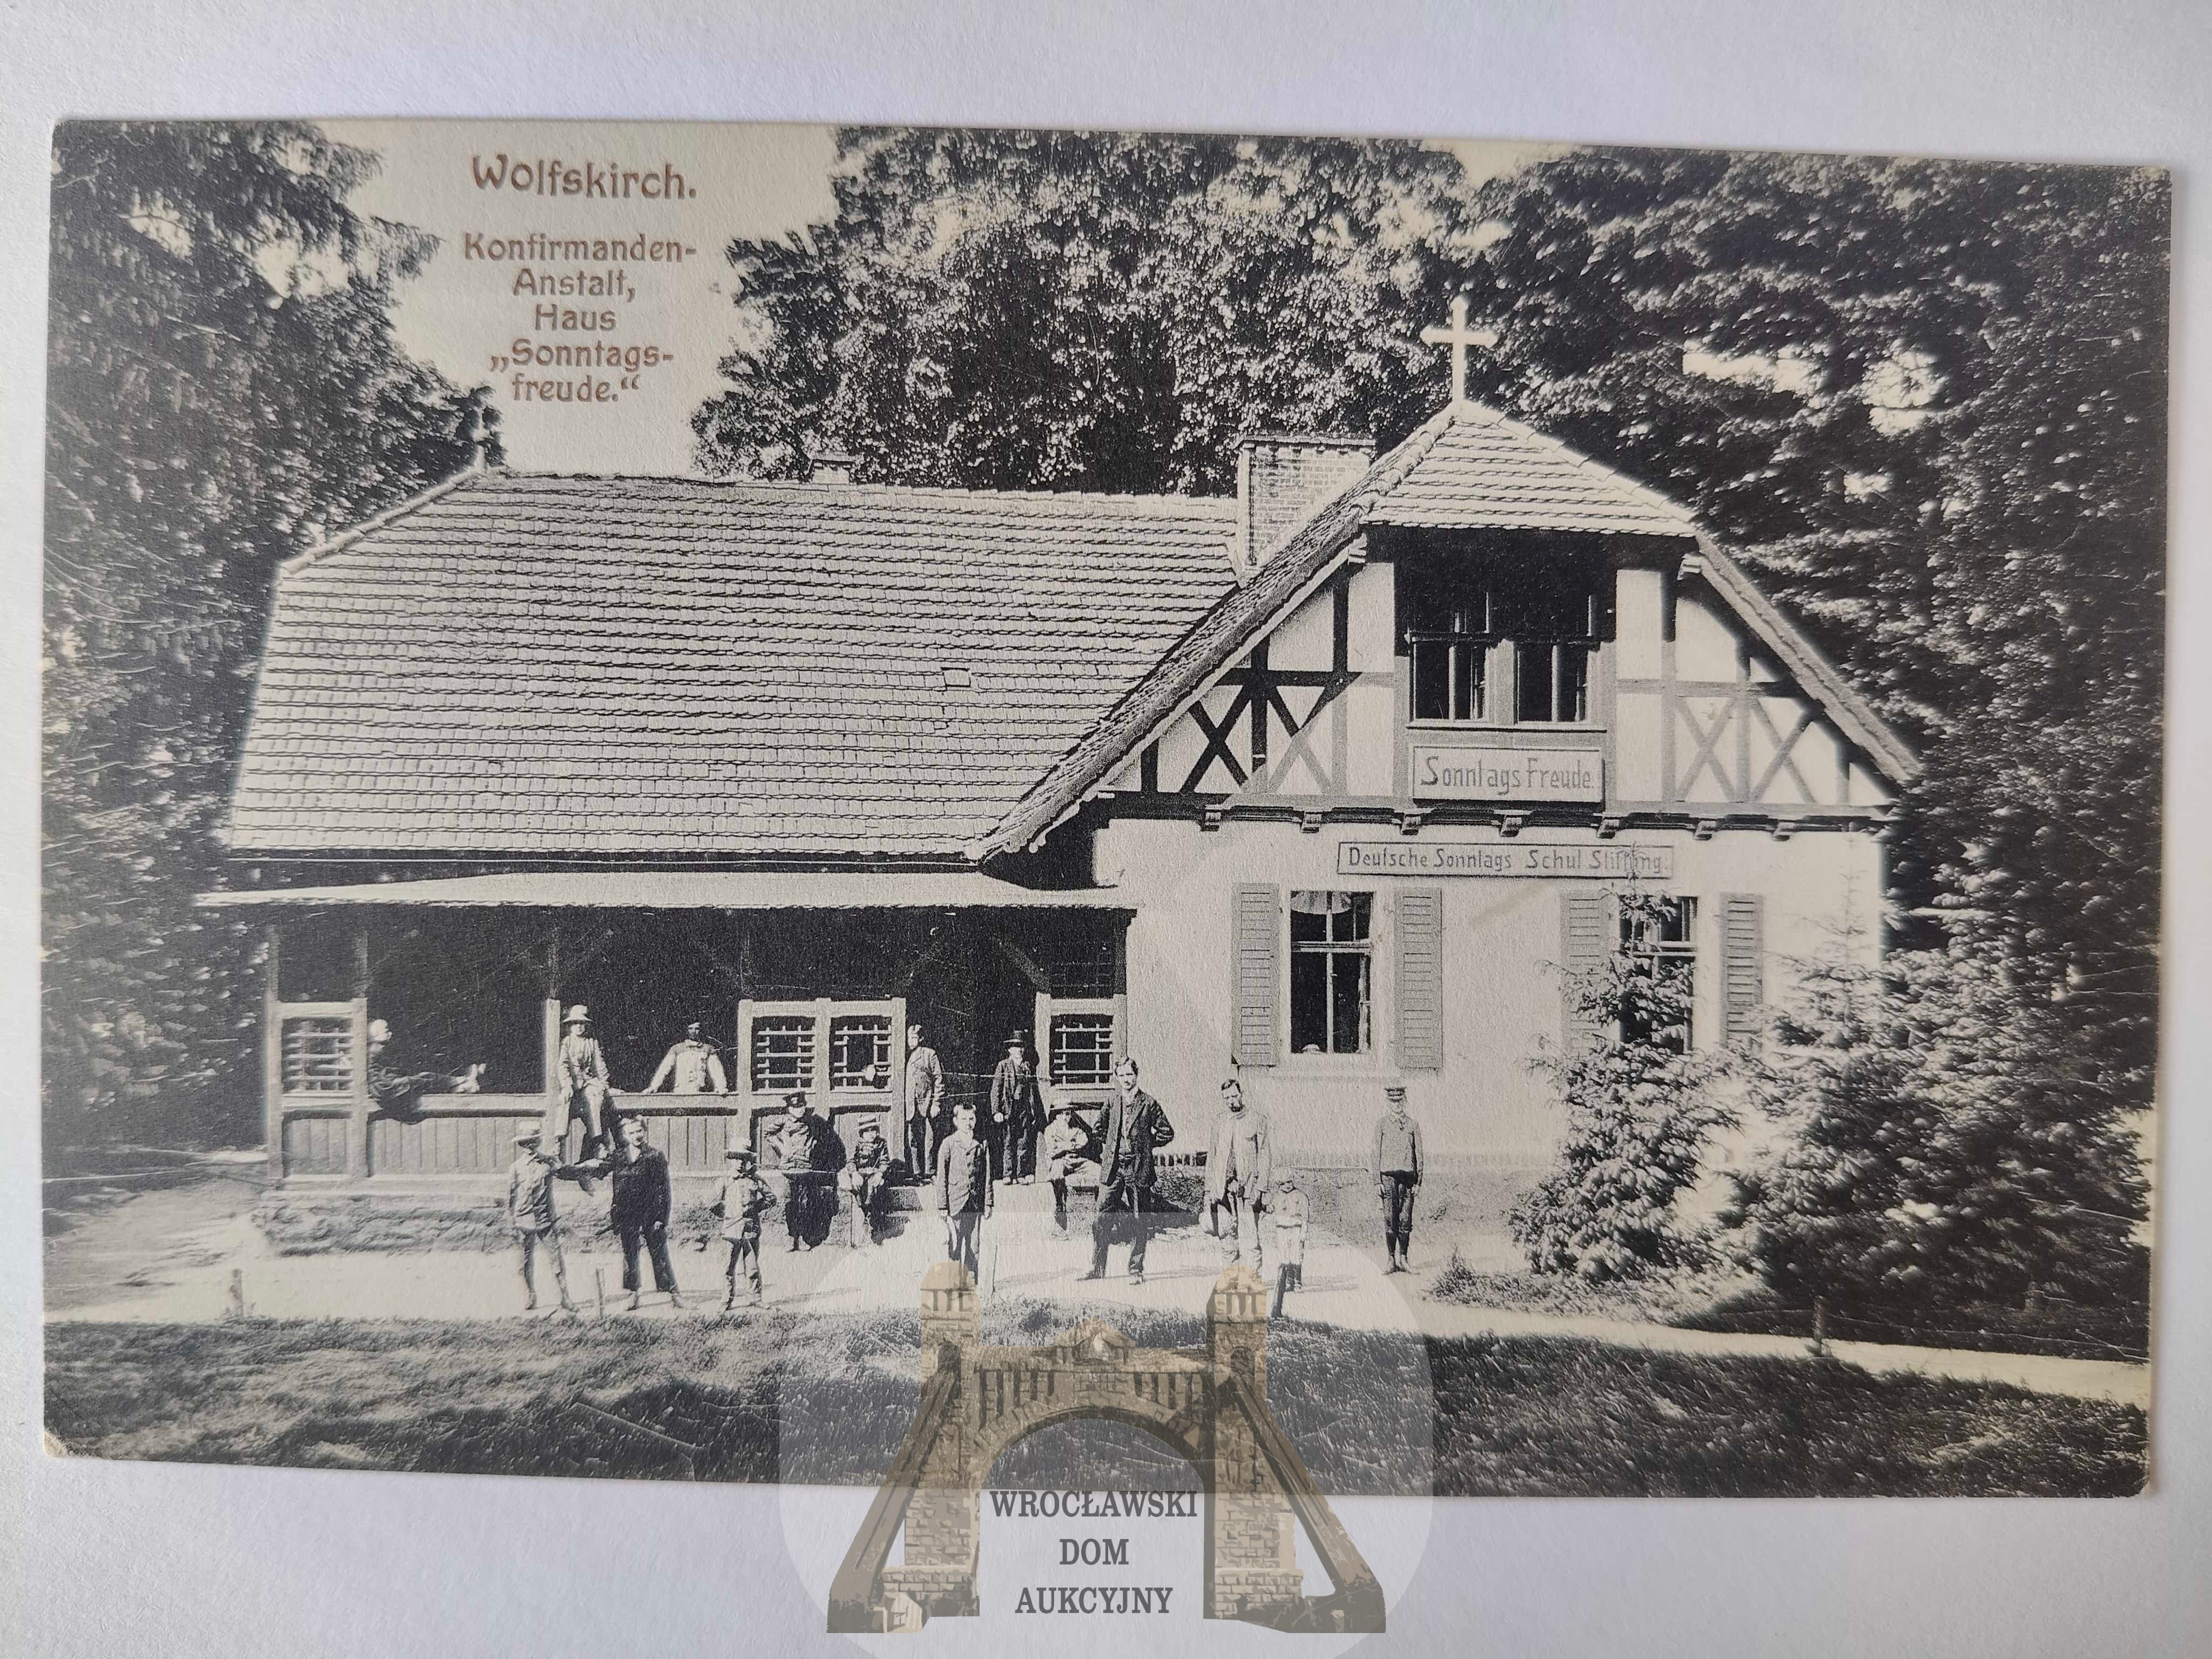 Wolfskirch.
Konfirmanden-
Anstalt,
Haus
„Sonntags-
freude."
Sonntags Freude.
Deutsche Sonntags Schul Stiftung.
WROCŁAWSKI
DOM
AUKCYJNY